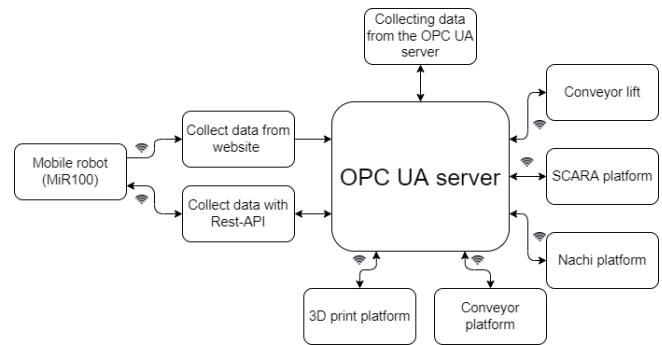 Collecting data
from the OPC UA
server
Conveyor lift
Collect data from
website
Mobile robot
(MiR100)
OPC UA server
SCARA platform
Collect data with
Rest-API
Nachi platform
3D print platform
Conveyor
platform